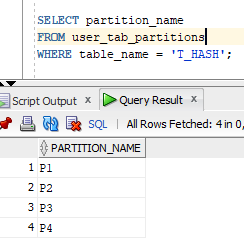 SELECT partition_name
FROM user_tab_partitions
WHERE table_name = 'T_HASH';
Script Output x Query Result x
SQL | All Rows Fetched: 4 in 0,
PARTITION_NAME
1 P1
2 P2
3 P3
4 P4